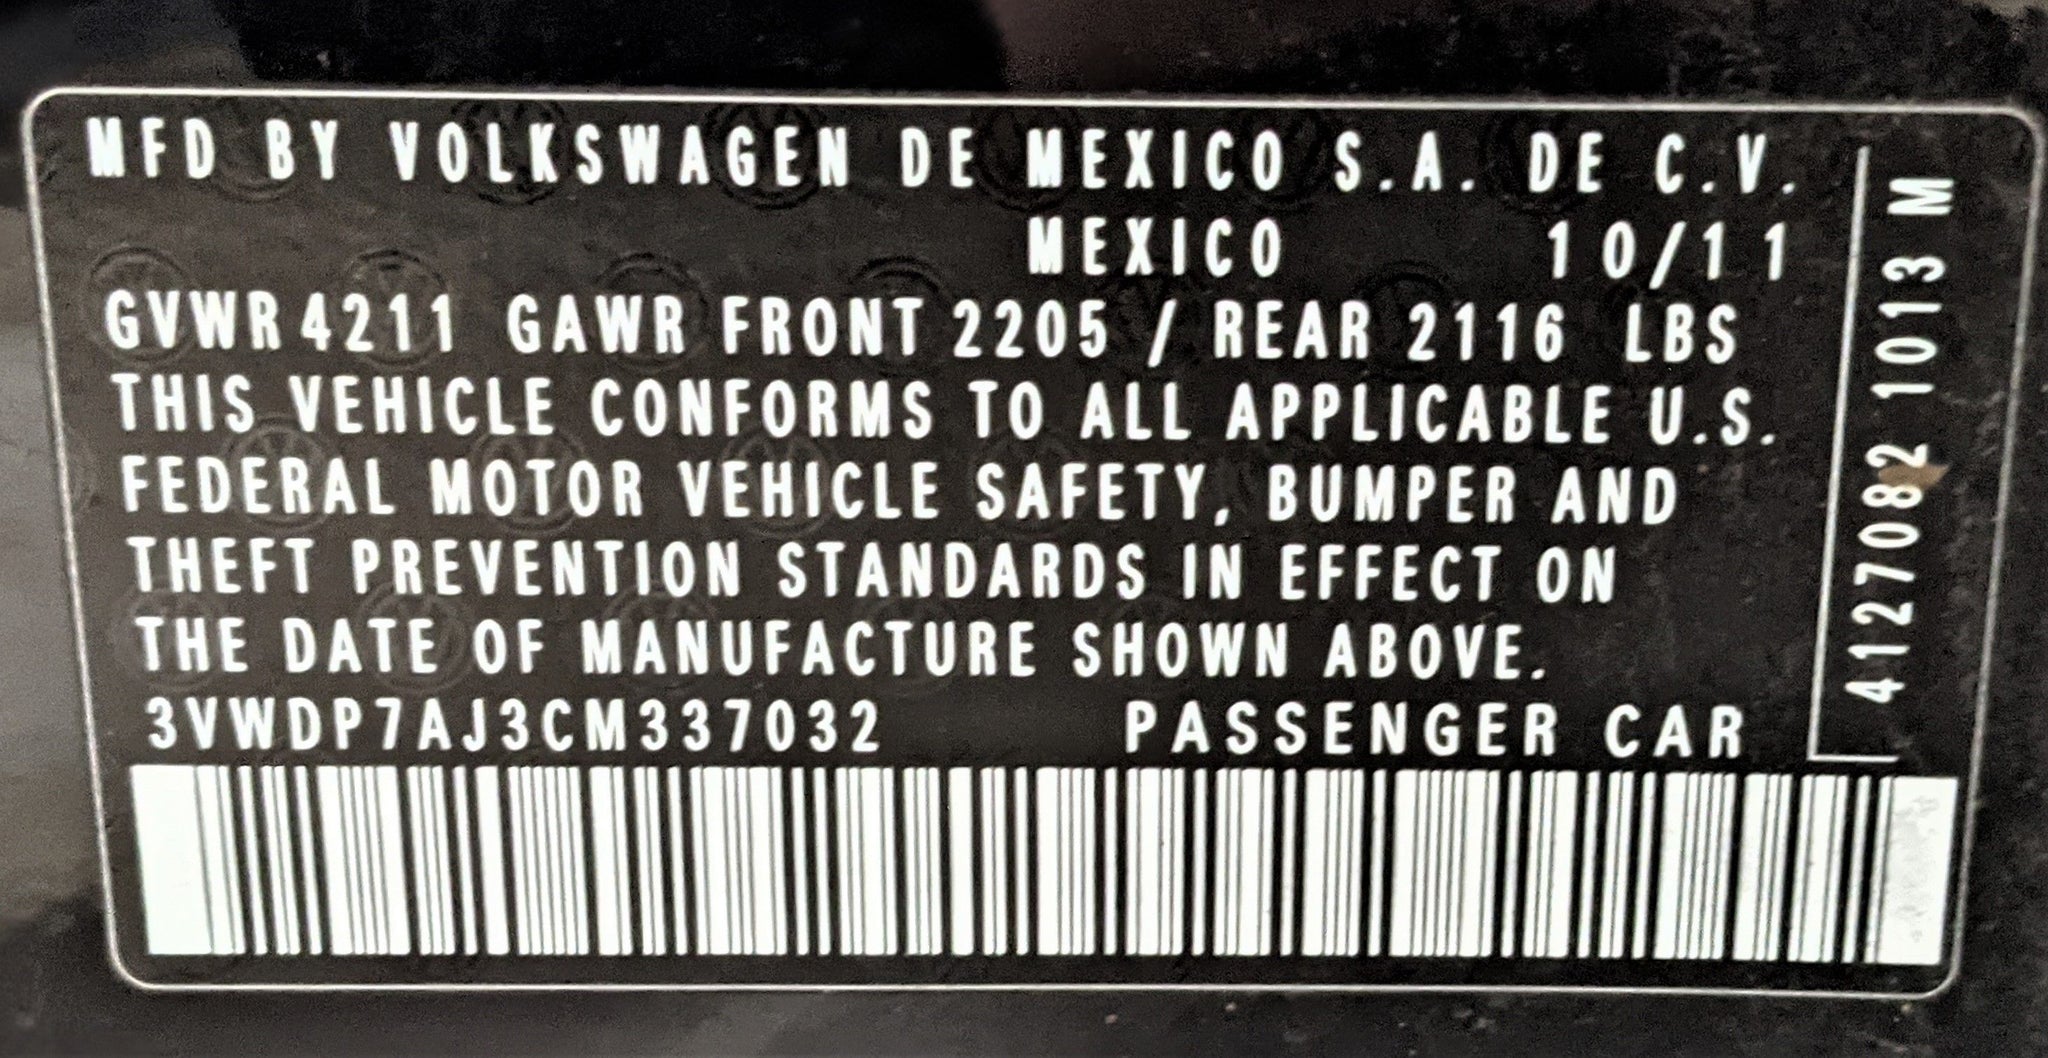 MFD BY VOLKSWAGEN DE MEXICO S.A. DE C.V.
MEXICO 10/11
GVWR 4211 GAWR FRONT 2205 / REAR 2116 LBS
THIS VEHICLE CONFORMS TO ALL APPLICABLE U.S.
FEDERAL MOTOR VEHICLE SAFETY, BUMPER AND
THEFT PREVENTION STANDARDS IN EFFECT ON
THE DATE OF MANUFACTURE SHOWN ABOVE.
3VWDP7AJ3CM337032 PASSENGER CAR
4127082 1013 M